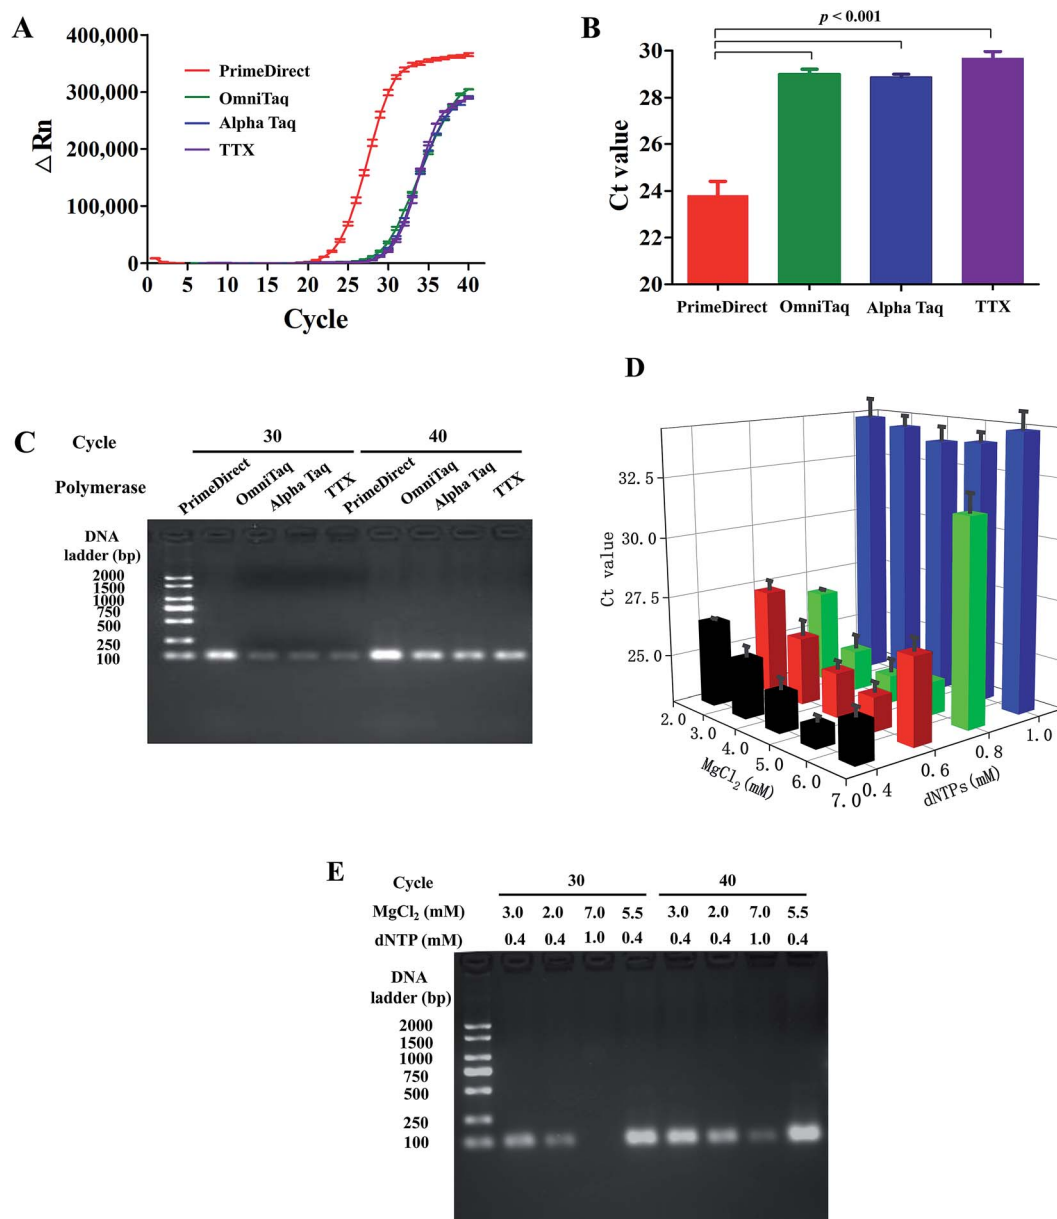 A
400,000
300,000
200,000
100,000
0
△Rn
PrimeDirect
OmniTaq
Alpha Taq
TTX
0 5 10 15 20 25 30 35 40
Cycle
B
p < 0.001
30
28
26
24
22
20
Ct value
PrimeDirect OmniTaq Alpha Taq TTX
C
Cycle 30 40
Polymerase PrimeDirect OmniTaq Alpha Taq TTX PrimeDirect OmniTaq Alpha Taq TTX
DNA
ladder (bp)
2000
1500
1000
750
500
250
100
D
32.5
30.0
27.5
25.0
Ct value
2.0 3.0 4.0 5.0 6.0 7.0
MgCl2 (mM)
0.4 0.6 0.8 1.0
dNTPs (mM)
E
Cycle 30 40
MgCl2 (mM) 3.0 2.0 7.0 5.5 3.0 2.0 7.0 5.5
dNTP (mM) 0.4 0.4 1.0 0.4 0.4 0.4 1.0 0.4
DNA
ladder (bp)
2000
1500
1000
750
500
250
100